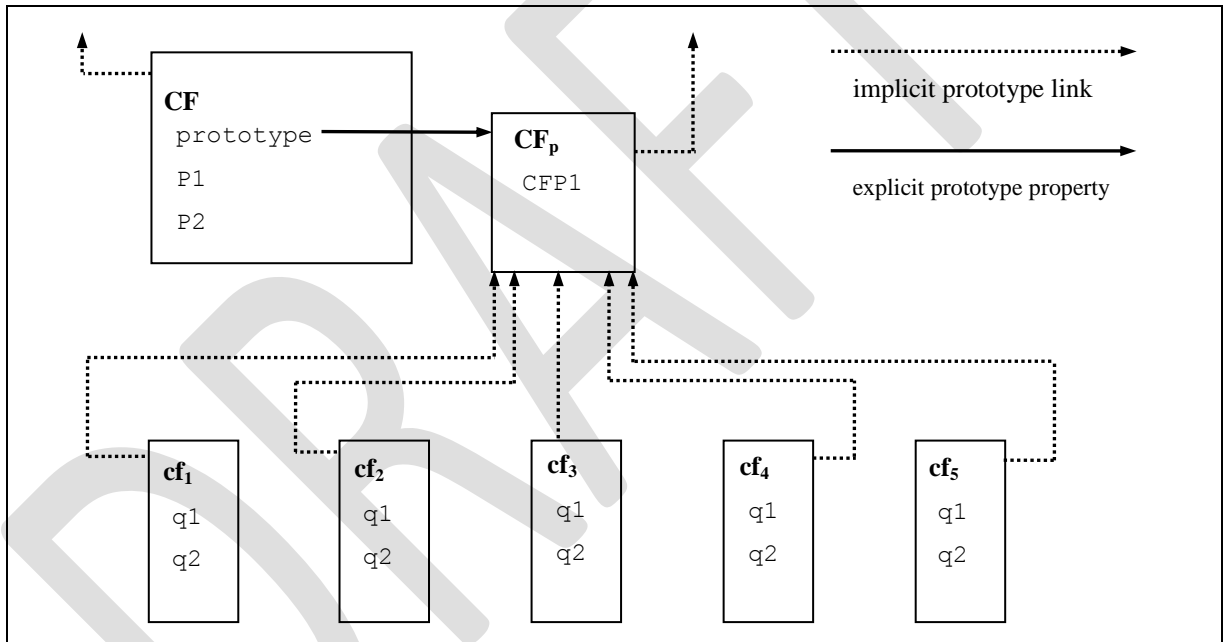 CF
prototype
P1
P2
CFp
CFP1
implicit prototype link
explicit prototype property
cf1
q1
q2
cf2
q1
q2
cf3
q1
q2
cf4
q1
q2
cf5
q1
q2
DRAFT